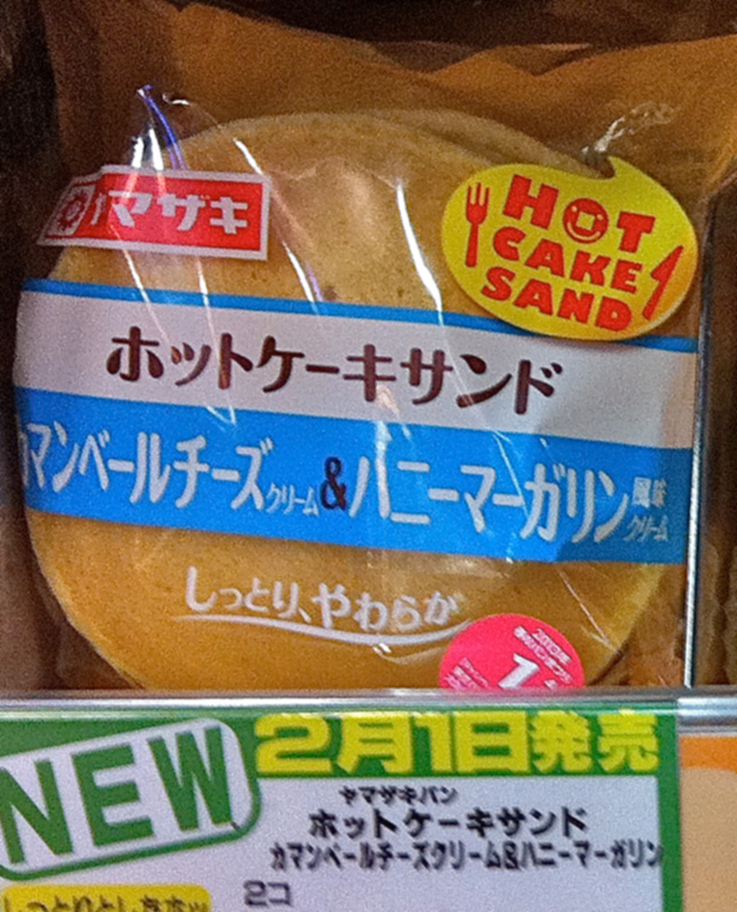 ヤマザキ
HOT
CAKE
SAND
ホットケーキサンド
カマンベールチーズクリーム&ハニーマーガリン風味クリーム
しっとり、やわらか
1
NEW
2月1日発売
ヤマザキパン
ホットケーキサンド
カマンベールチーズクリーム&ハニーマーガリン
2コ